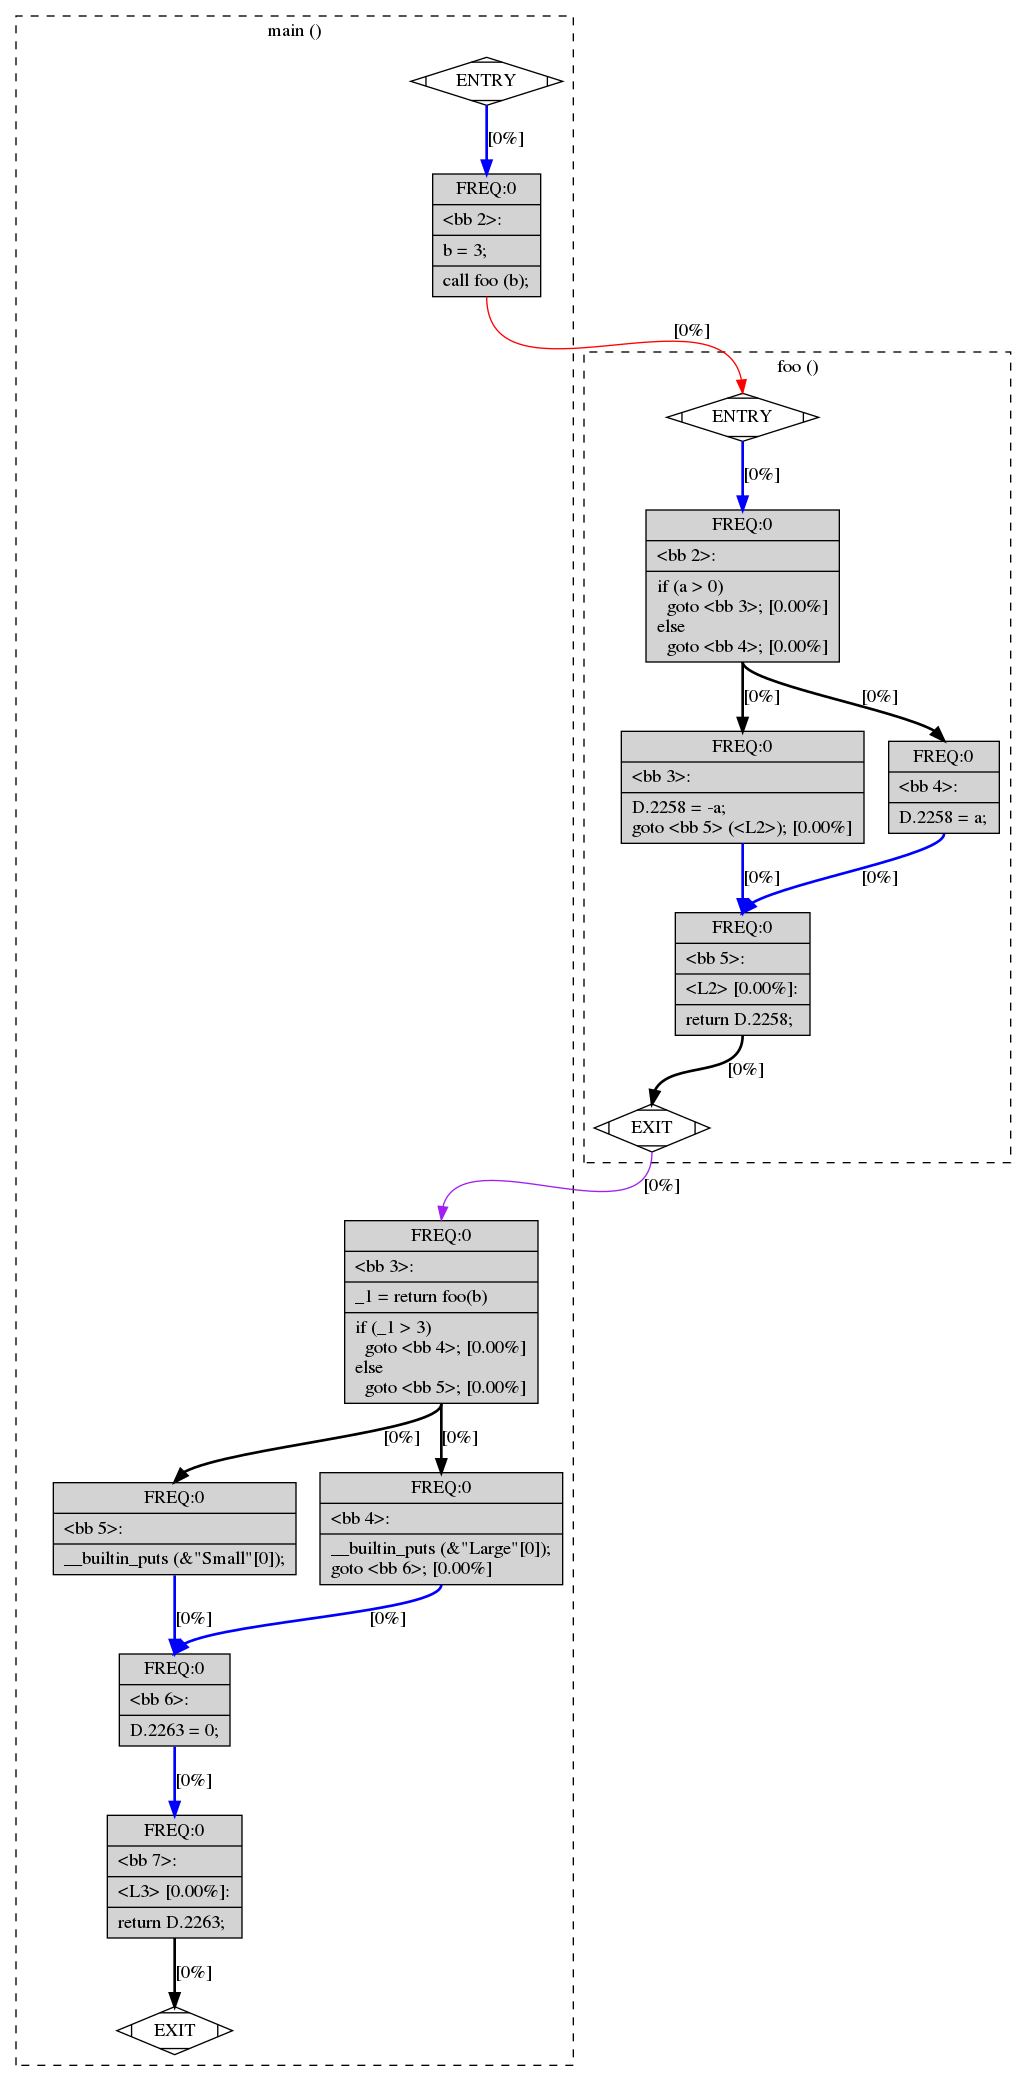 main ()
ENTRY
[0%]
FREQ:0
<bb 2>:
b = 3;
call foo (b);
[0%]
foo ()
ENTRY
[0%]
FREQ:0
<bb 2>:
if (a > 0)
  goto <bb 3>; [0.00%]
else
  goto <bb 4>; [0.00%]
[0%]
[0%]
FREQ:0
<bb 3>:
D.2258 = -a;
goto <bb 5> (<L2>); [0.00%]
FREQ:0
<bb 4>:
D.2258 = a;
[0%]
[0%]
FREQ:0
<bb 5>:
<L2> [0.00%]:
return D.2258;
[0%]
EXIT
[0%]
FREQ:0
<bb 3>:
_1 = return foo(b)
if (_1 > 3)
  goto <bb 4>; [0.00%]
else
  goto <bb 5>; [0.00%]
[0%]
[0%]
FREQ:0
<bb 5>:
__builtin_puts (&"Small"[0]);
FREQ:0
<bb 4>:
__builtin_puts (&"Large"[0]);
goto <bb 6>; [0.00%]
[0%]
[0%]
FREQ:0
<bb 6>:
D.2263 = 0;
[0%]
FREQ:0
<bb 7>:
<L3> [0.00%]:
return D.2263;
[0%]
EXIT